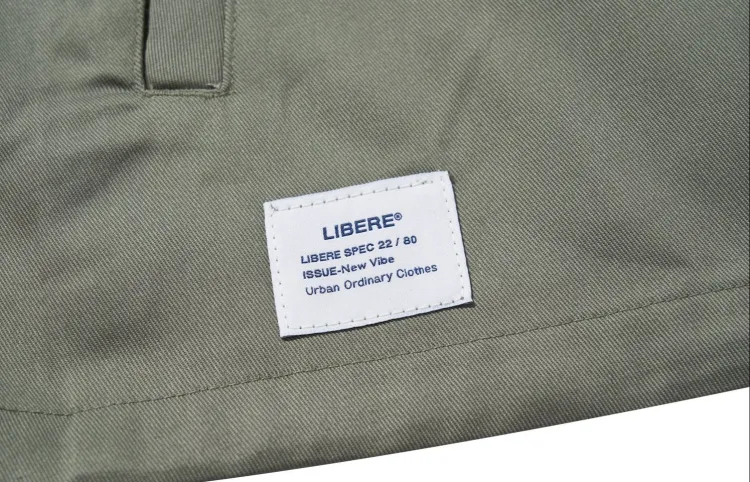 LIBERE®
LIBERE SPEC 22 / 80
ISSUE-New Vibe
Urban Ordinary Clothes